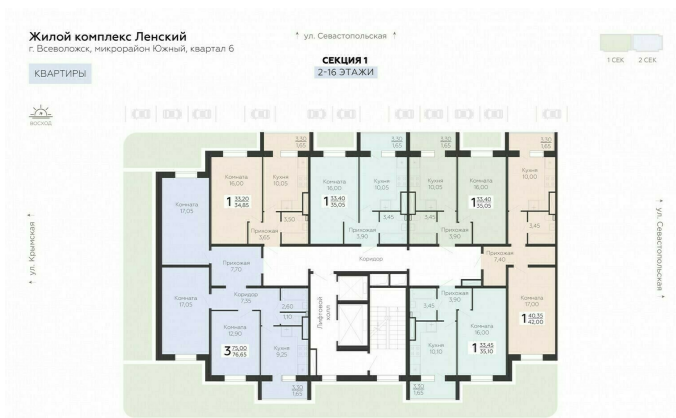 Жилой комплекс Ленский
г. Всеволожск, микрорайон Южный, квартал 6
КВАРТИРЫ
ул. Севастопольская
СЕКЦИЯ 1
2-16 ЭТАЖИ
1 СЕК 2 СЕК
ВОСХОД
ул. Крымская
ул. Севастопольская
3.30
1.65
3.30
1.65
3.30
1.65
3.30
1.65
Комната
17,05
Комната
16,00
Кухня
10,05
1 33.20
34,85
3,50
Прихожая
3,65
Комната
16,00
Кухня
10,05
1 33.40
35,05
3,45
Прихожая
3,90
Кухня
10,05
Комната
16,00
3,45
1 33.40
35,05
Прихожая
3,90
Кухня
10,00
3,45
Прихожая
7,40
Коридор
Прихожая
7,70
Комната
17,05
Коридор
7,35
2,60
1,10
Комната
12,90
3 75.00
76,65
Кухня
9,25
3.30
1.65
Лифтовой
холл
3,45
Прихожая
3,90
Комната
16,00
Кухня
10,10
1 33.45
35,10
3.30
1.65
Комната
17,00
1 40.35
42,00